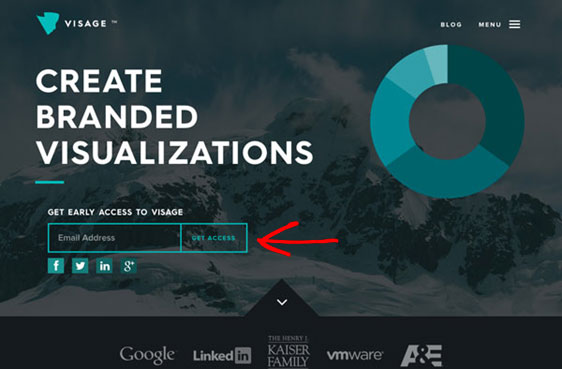 VISAGE ™
BLOG
MENU
CREATE
BRANDED
VISUALIZATIONS
GET EARLY ACCESS TO VISAGE
Email Address
GET ACCESS
f
in
g+
Google
Linkedin
THE HENRY J.
KAISER
FAMILY
vmware
A&E